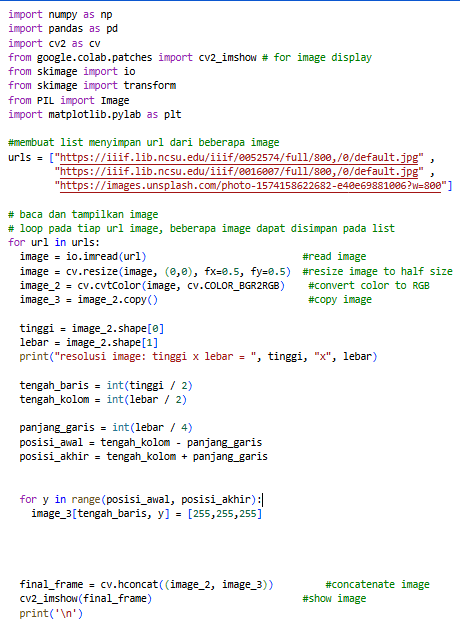 import numpy as np
import pandas as pd
import cv2 as cv
from google.colab.patches import cv2_imshow # for image display
from skimage import io
from skimage import transform
from PIL import Image
import matplotlib.pylab as plt
#membuat list menyimpan url dari beberapa image
urls = ["https://iiif.lib.ncsu.edu/iiif/0052574/full/800,/0/default.jpg" ,
"https://iiif.lib.ncsu.edu/iiif/0016007/full/800,/0/default.jpg" ,
"https://images.unsplash.com/photo-1574158622682-e40e69881006?w=800"]
# baca dan tampilkan image
# loop pada tiap url image, beberapa image dapat disimpan pada list
for url in urls:
image = io.imread(url) #read image
image = cv.resize(image, (0,0), fx=0.5, fy=0.5) #resize image to half size
image_2 = cv.cvtColor(image, cv.COLOR_BGR2RGB) #convert color to RGB
image_3 = image_2.copy() #copy image
tinggi = image_2.shape[0]
lebar = image_2.shape[1]
print("resolusi image: tinggi x lebar = ", tinggi, "x", lebar)
tengah_baris = int(tinggi / 2)
tengah_kolom = int(lebar / 2)
panjang_garis = int(lebar / 4)
posisi_awal = tengah_kolom - panjang_garis
posisi_akhir = tengah_kolom + panjang_garis
for y in range(posisi_awal, posisi_akhir):
image_3[tengah_baris, y] = [255,255,255]
final_frame = cv.hconcat((image_2, image_3)) #concatenate image
cv2_imshow(final_frame) #show image
print('\n')